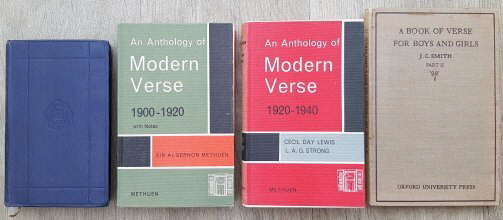 An Anthology of
Modern
Verse
1900-1920
with Notes
SIR ALGERNON METHUEN
METHUEN
An Anthology of
Modern
Verse
1920-1940
CECIL DAY LEWIS
L. A. G. STRONG
METHUEN
A BOOK OF VERSE
FOR BOYS AND GIRLS
J. C. SMITH
PART II
OXFORD UNIVERSITY PRESS